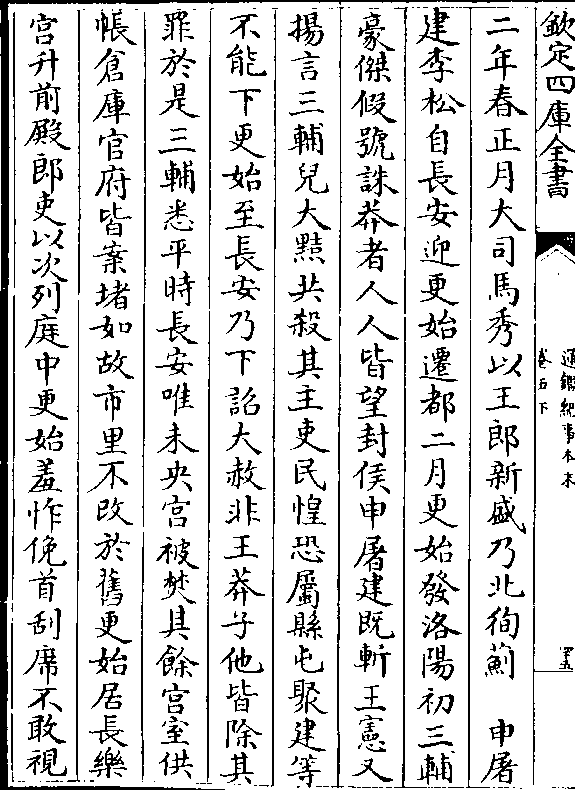 欽定四庫全書
通鑑紀事本末
卷五下
四五
二年春正月大司馬秀以王郎新盛乃北徇薊　申屠
建李松自長安迎更始遷都二月更始發洛陽初三輔
豪傑假號誅莽者人人皆望封侯申屠建既斬王憲又
揚言三輔兒大黠共殺其主吏民惶恐屬縣屯聚建等
不能下更始至長安乃下詔大赦非王莽子他皆除其
罪於是三輔悉平時長安唯未央宮被焚其餘宮室供
帳倉庫官府皆案堵如故市里不改於舊更始居長樂
宮升前殿郎吏以次列庭中更始羞怍俛首刮席不敢視